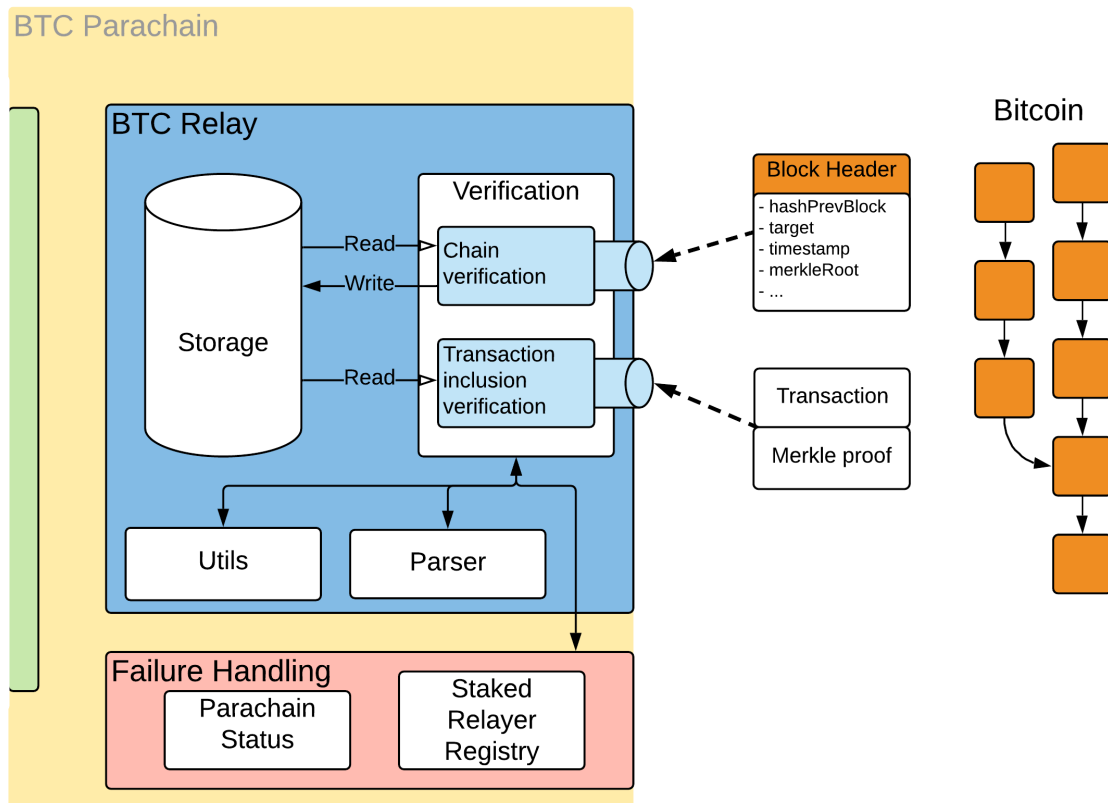 BTC Parachain
BTC Relay
Storage
Read
Write
Read
Verification
Chain
verification
Transaction
inclusion
verification
Utils
Parser
Failure Handling
Parachain
Status
Staked
Relayer
Registry
Block Header
- hashPrevBlock
- target
- timestamp
- merkleRoot
- ...
Transaction
Merkle proof
Bitcoin